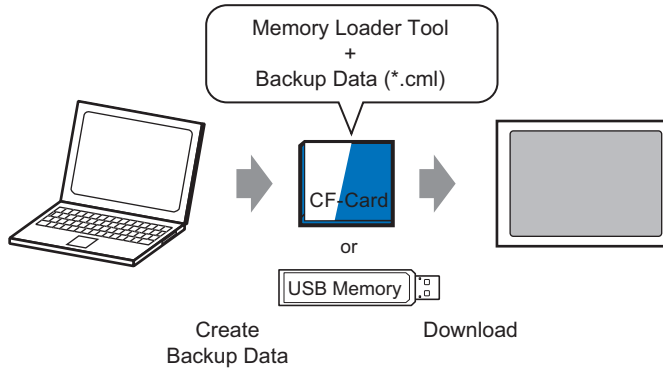 Memory Loader Tool
+
Backup Data (*.cml)
CF-Card
or
USB Memory
Create
Backup Data
Download